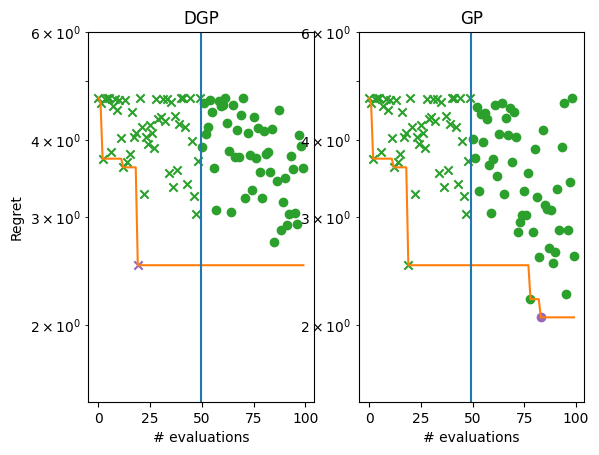 DGP
GP
6 × 10⁰
4 × 10⁰
3 × 10⁰
2 × 10⁰
Regret
0 25 50 75 100
# evaluations
6 × 10⁰
4 × 10⁰
3 × 10⁰
2 × 10⁰
0 25 50 75 100
# evaluations